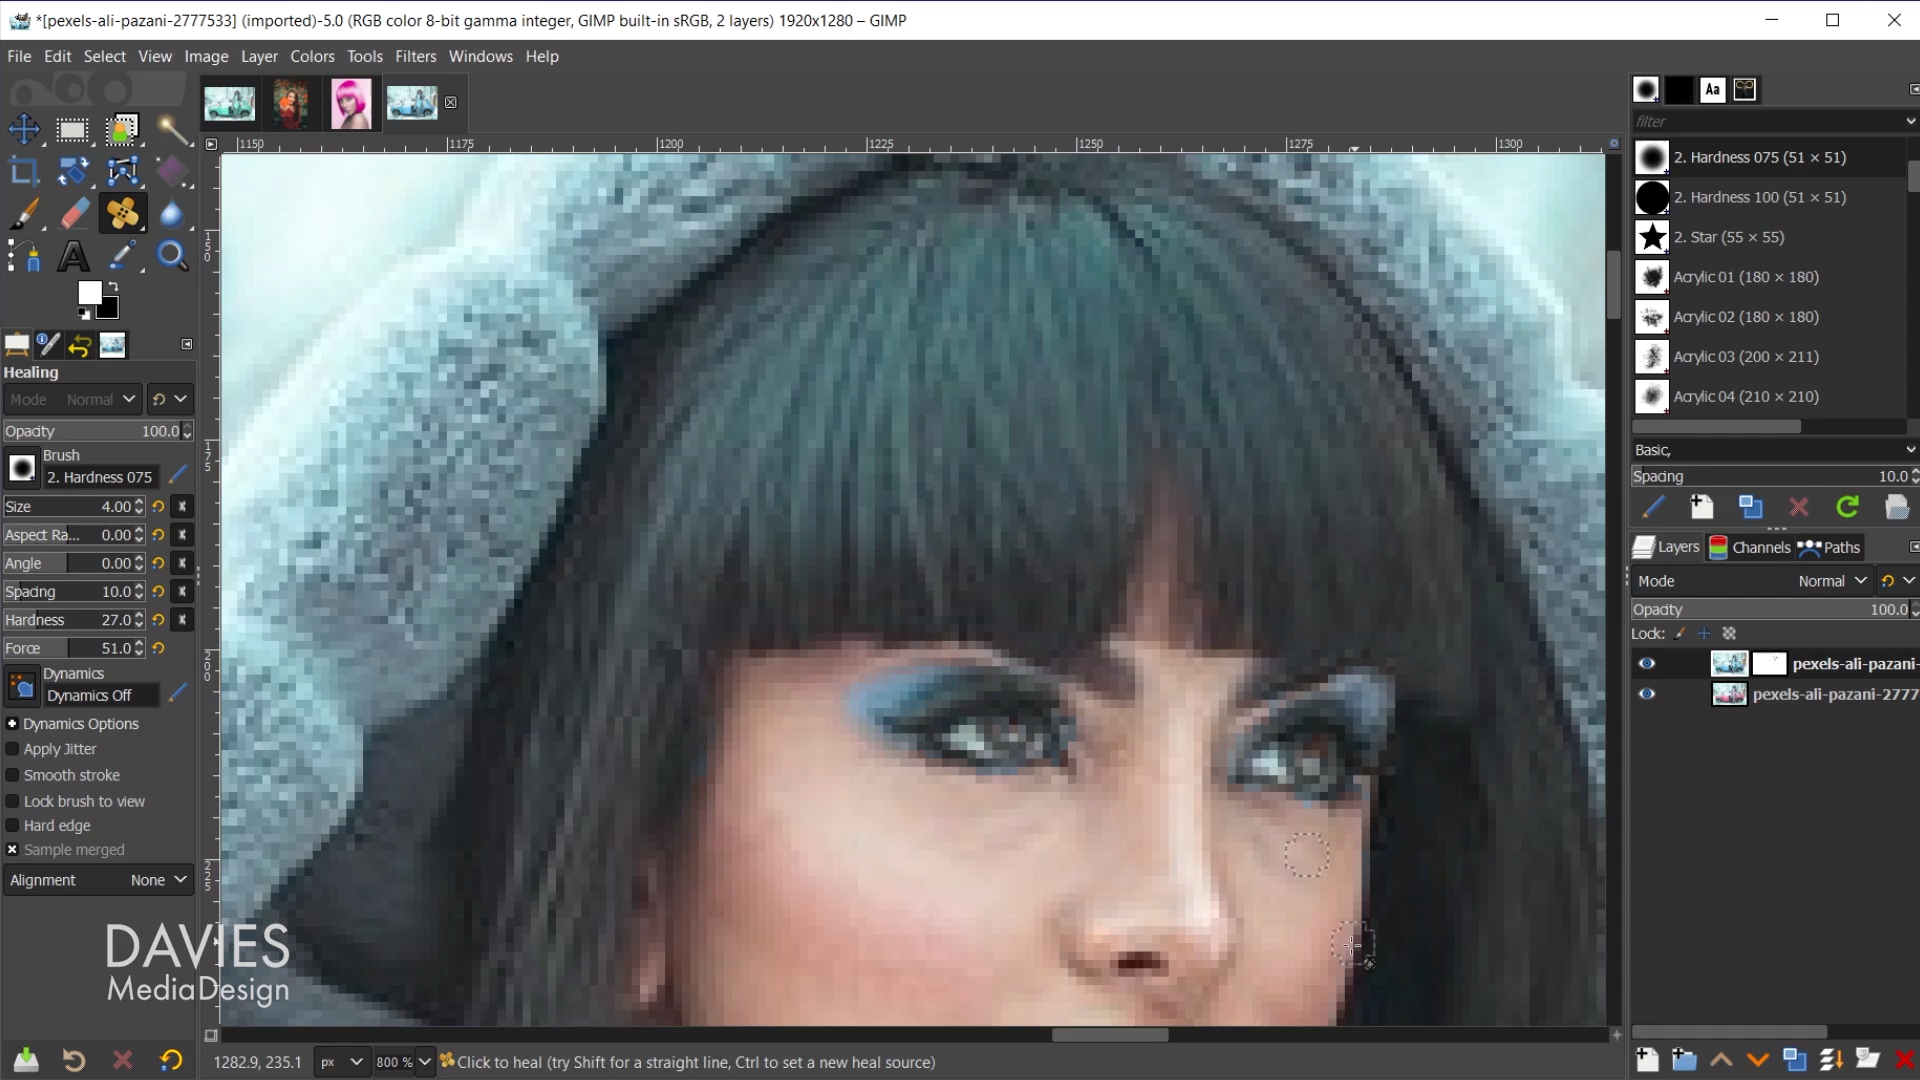 *[pexels-ali-pazani-2777533] (imported)-5.0 (RGB color 8-bit gamma integer, GIMP built-in sRGB, 2 layers) 1920x1280 – GIMP
File Edit Select View Image Layer Colors Tools Filters Windows Help
1150 1175 1200 1225 1250 1275 1300
150
175
200
225
Healing
Mode Normal
Opacity 100.0
Brush
2. Hardness 075
Size 4.00
Aspect Ra... 0.00
Angle 0.00
Spacing 10.0
Hardness 27.0
Force 51.0
Dynamics
Dynamics Off
Dynamics Options
Apply Jitter
Smooth stroke
Lock brush to view
Hard edge
Sample merged
Alignment None
DAVIES
MediaDesign
1282.9, 235.1 px 800 % Click to heal (try Shift for a straight line, Ctrl to set a new heal source)
Aa
filter
2. Hardness 075 (51 × 51)
2. Hardness 100 (51 × 51)
2. Star (55 × 55)
Acrylic 01 (180 × 180)
Acrylic 02 (180 × 180)
Acrylic 03 (200 × 211)
Acrylic 04 (210 × 210)
Basic,
Spacing 10.0
Layers Channels Paths
Mode Normal
Opacity 100.0
Lock:
pexels-ali-pazani-
pexels-ali-pazani-2777